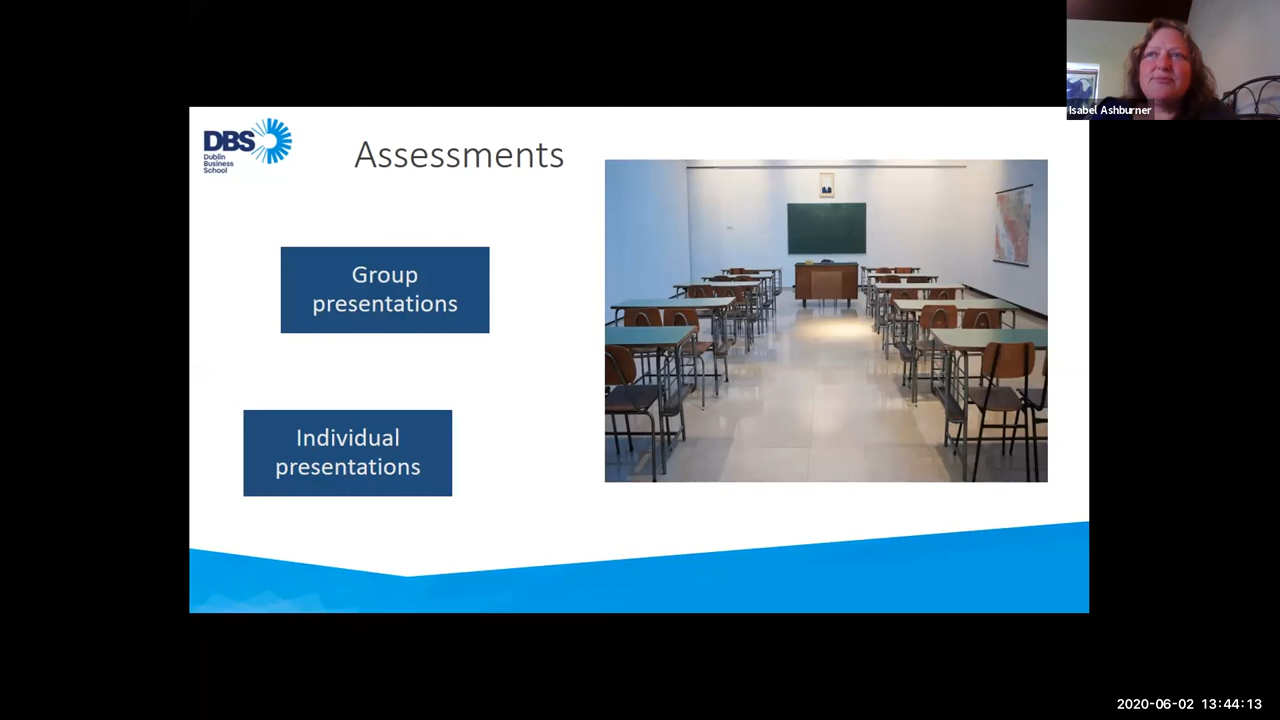 Isabel Ashburner
DBS
Dublin
Business
School
Assessments
Group
presentations
Individual
presentations
2020-06-02 13:44:13